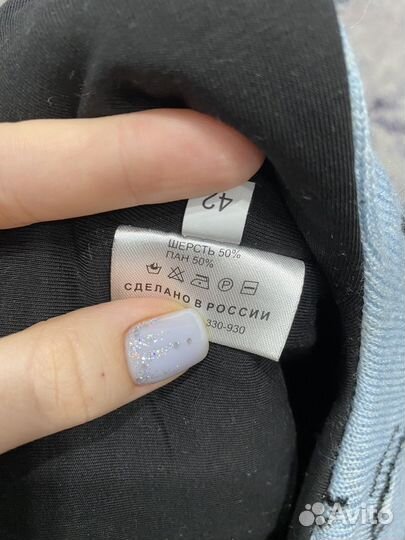 42
ШЕРСТЬ 50%
ПАН 50%
P
СДЕЛАНО В РОССИИ
330-930
Avito